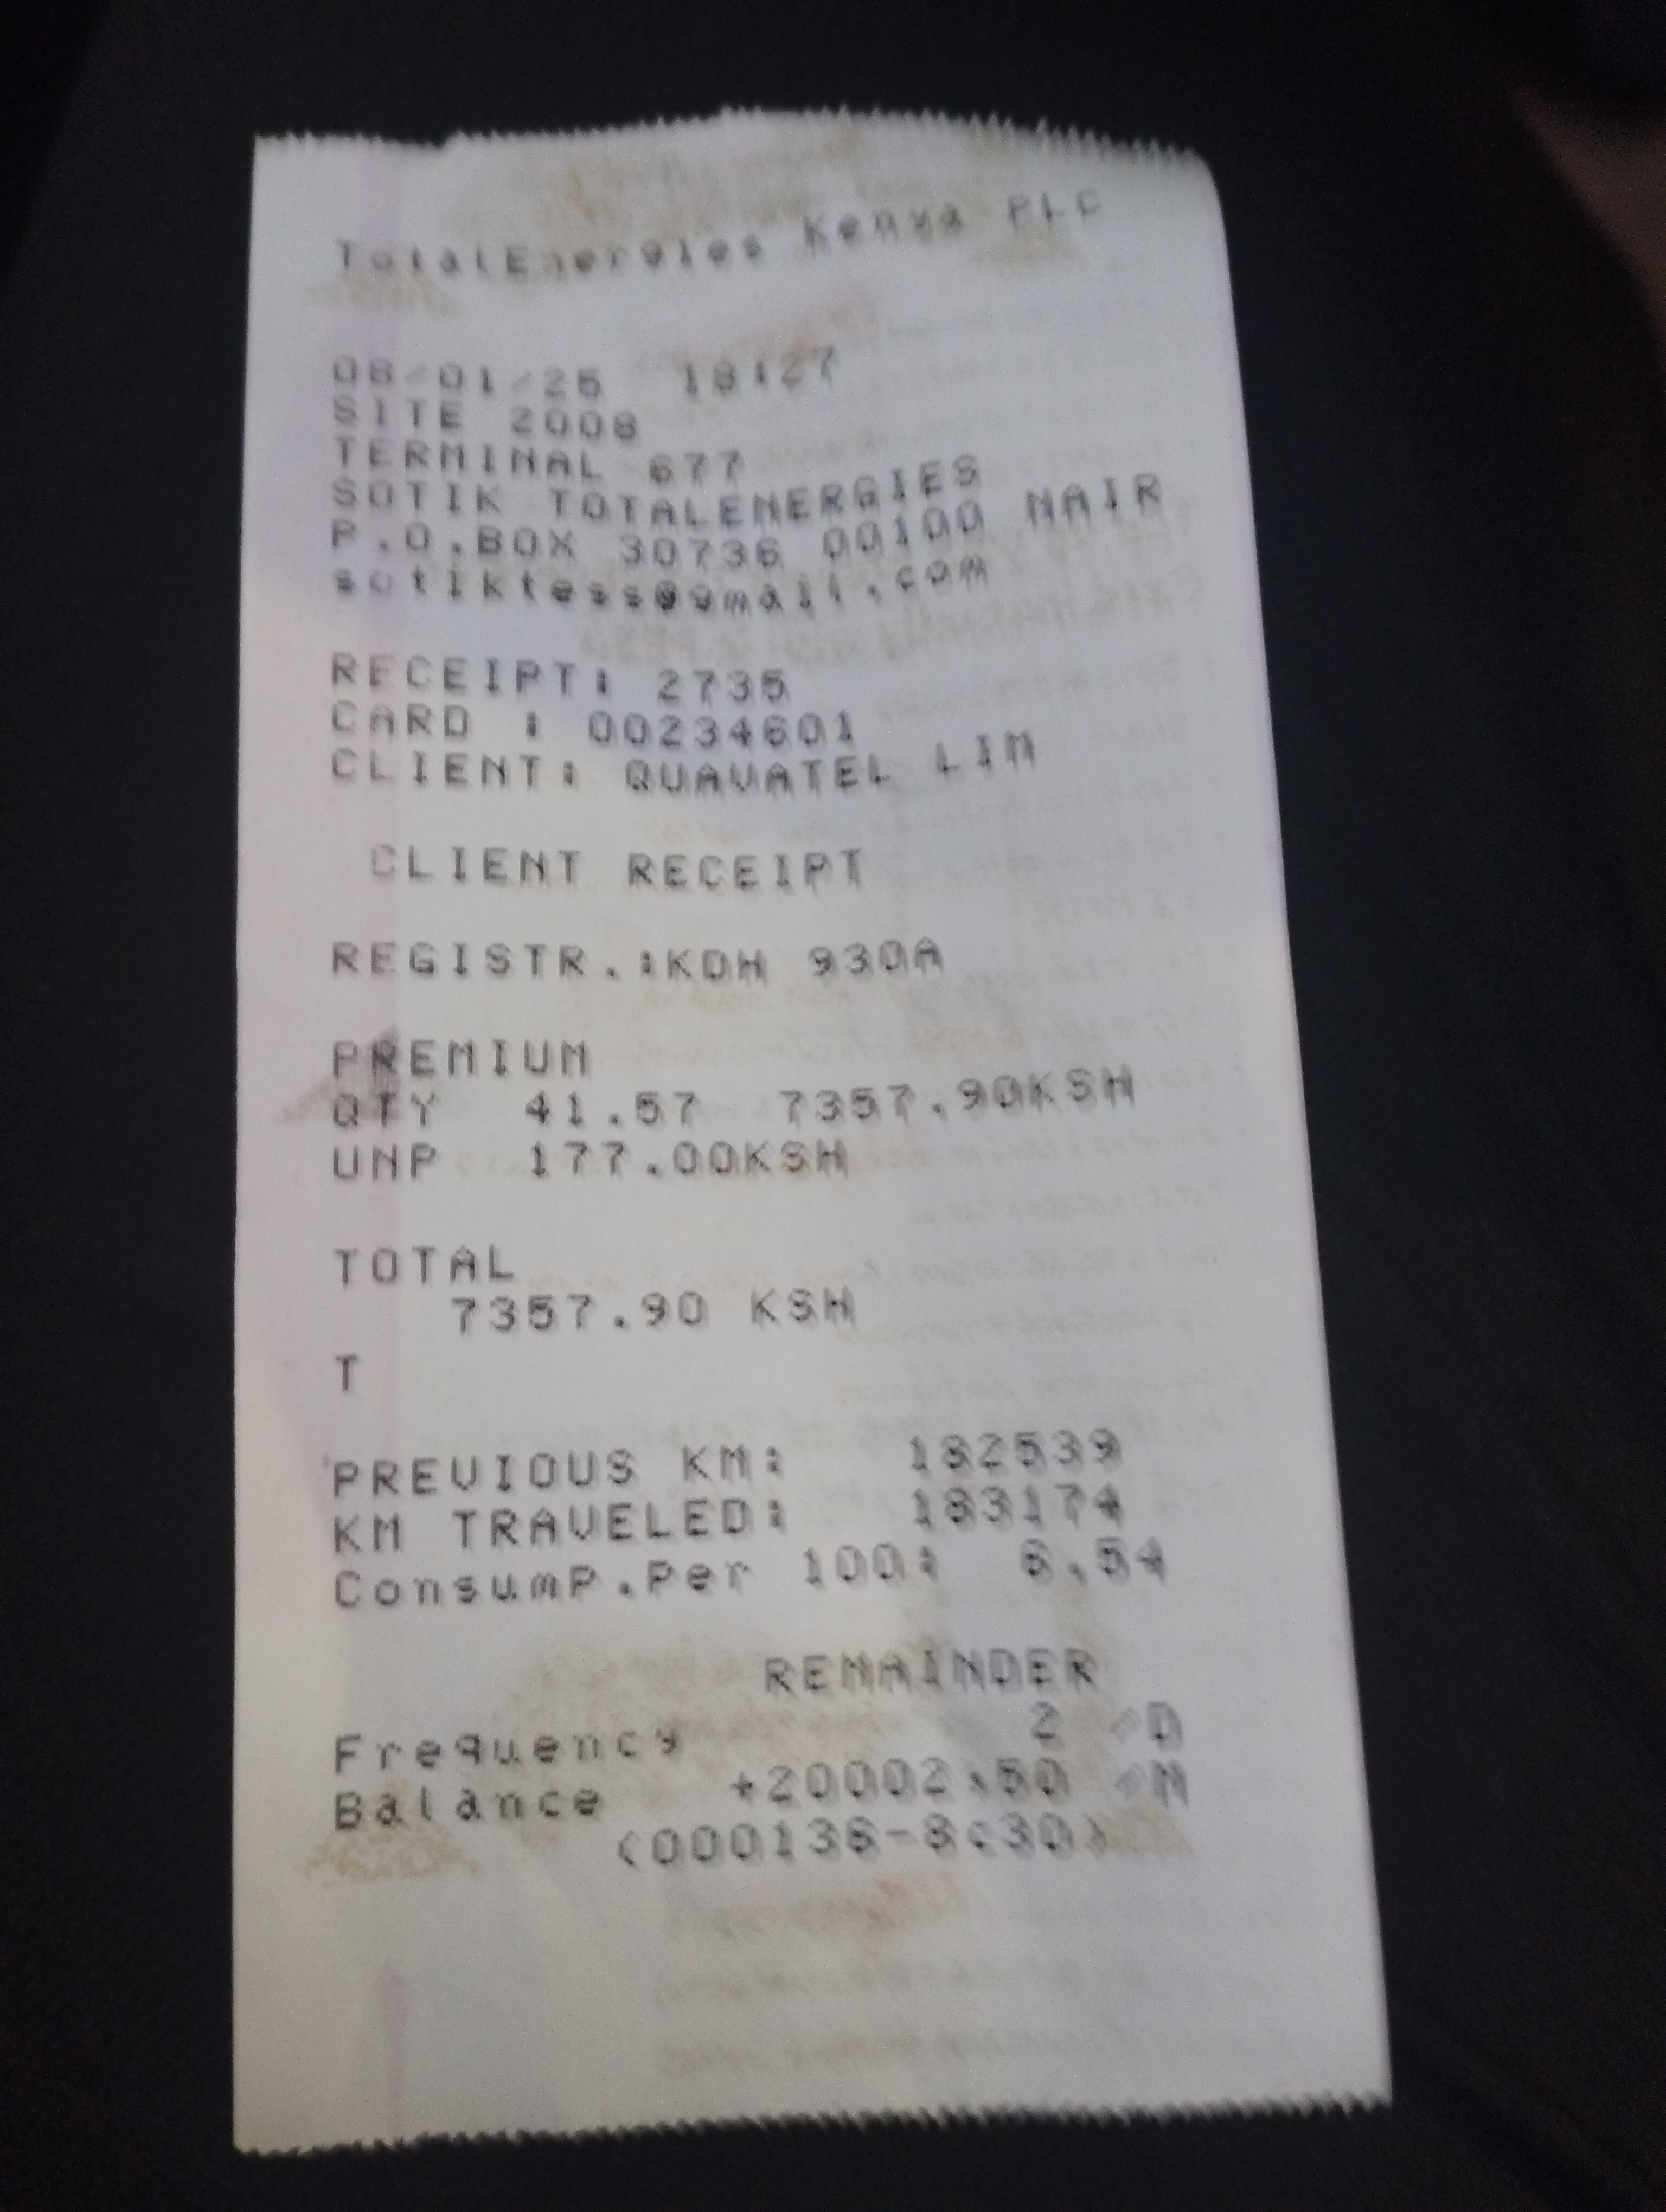 TotalEnergies Kenya PLC
08/01/25 18:27
SITE 2008
TERMINAL 677
SOTIK TOTALENERGIES
P.O.BOX 30736 00100 NAIR
sotiktess@gmail.com
RECEIPT: 2735
CARD : 00234601
CLIENT: QUAVATEL LIM
CLIENT RECEIPT
REGISTR.:KDH 930A
PREMIUM
QTY 41.57 7357.90KSH
UNP 177.00KSH
TOTAL
7357.90 KSH
T
PREVIOUS KM: 182539
KM TRAVELED: 183174
Consump.Per 100: 6.54
REMAINDER
Frequency 2 /D
Balance +20002.50 /M